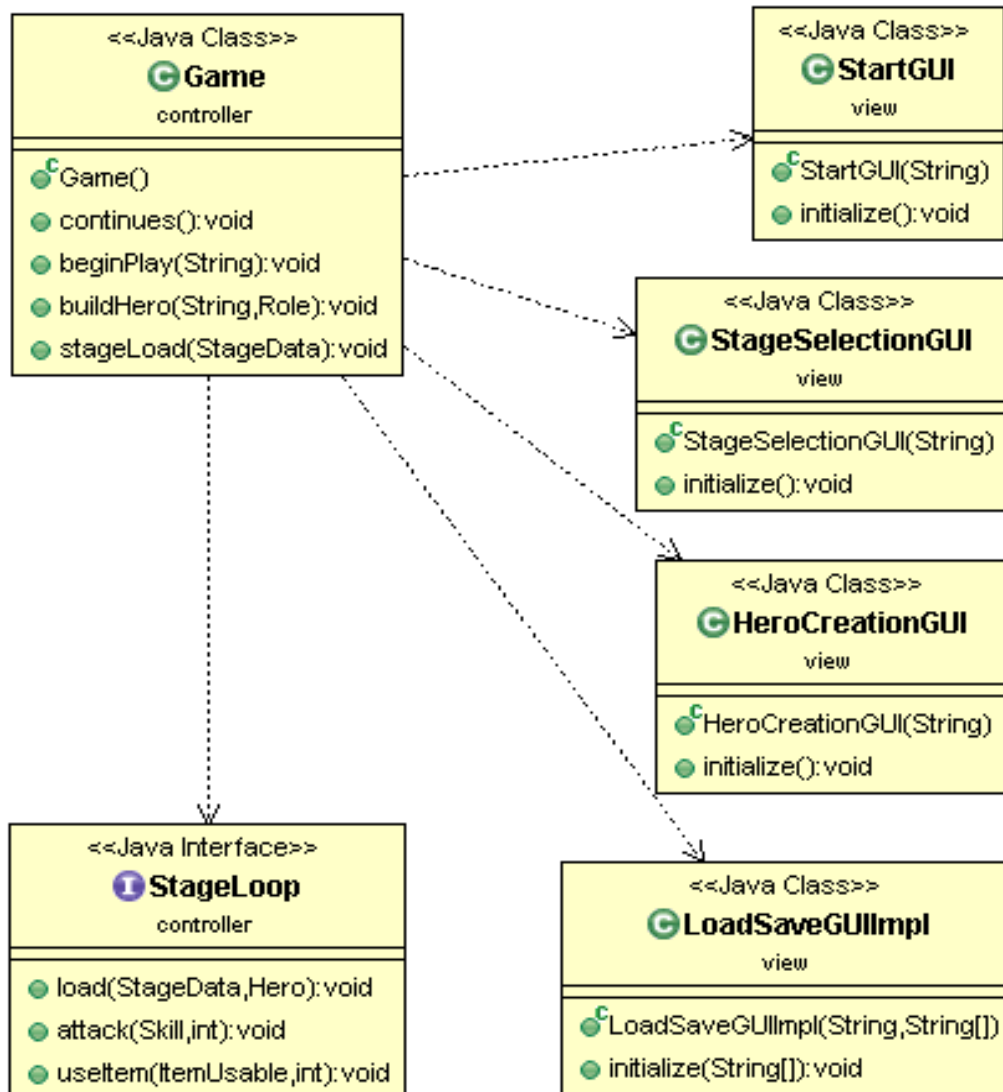 <<Java Class>>
Game
controller
Game()
continues():void
beginPlay(String):void
buildHero(String,Role):void
stageLoad(StageData):void
<<Java Class>>
StartGUI
view
StartGUI(String)
initialize():void
<<Java Class>>
StageSelectionGUI
view
StageSelectionGUI(String)
initialize():void
<<Java Class>>
HeroCreationGUI
view
HeroCreationGUI(String)
initialize():void
<<Java Interface>>
StageLoop
controller
load(StageData,Hero):void
attack(Skill,int):void
useItem(ItemUsable,int):void
<<Java Class>>
LoadSaveGUIImpl
view
LoadSaveGUIImpl(String,String[])
initialize(String[]):void